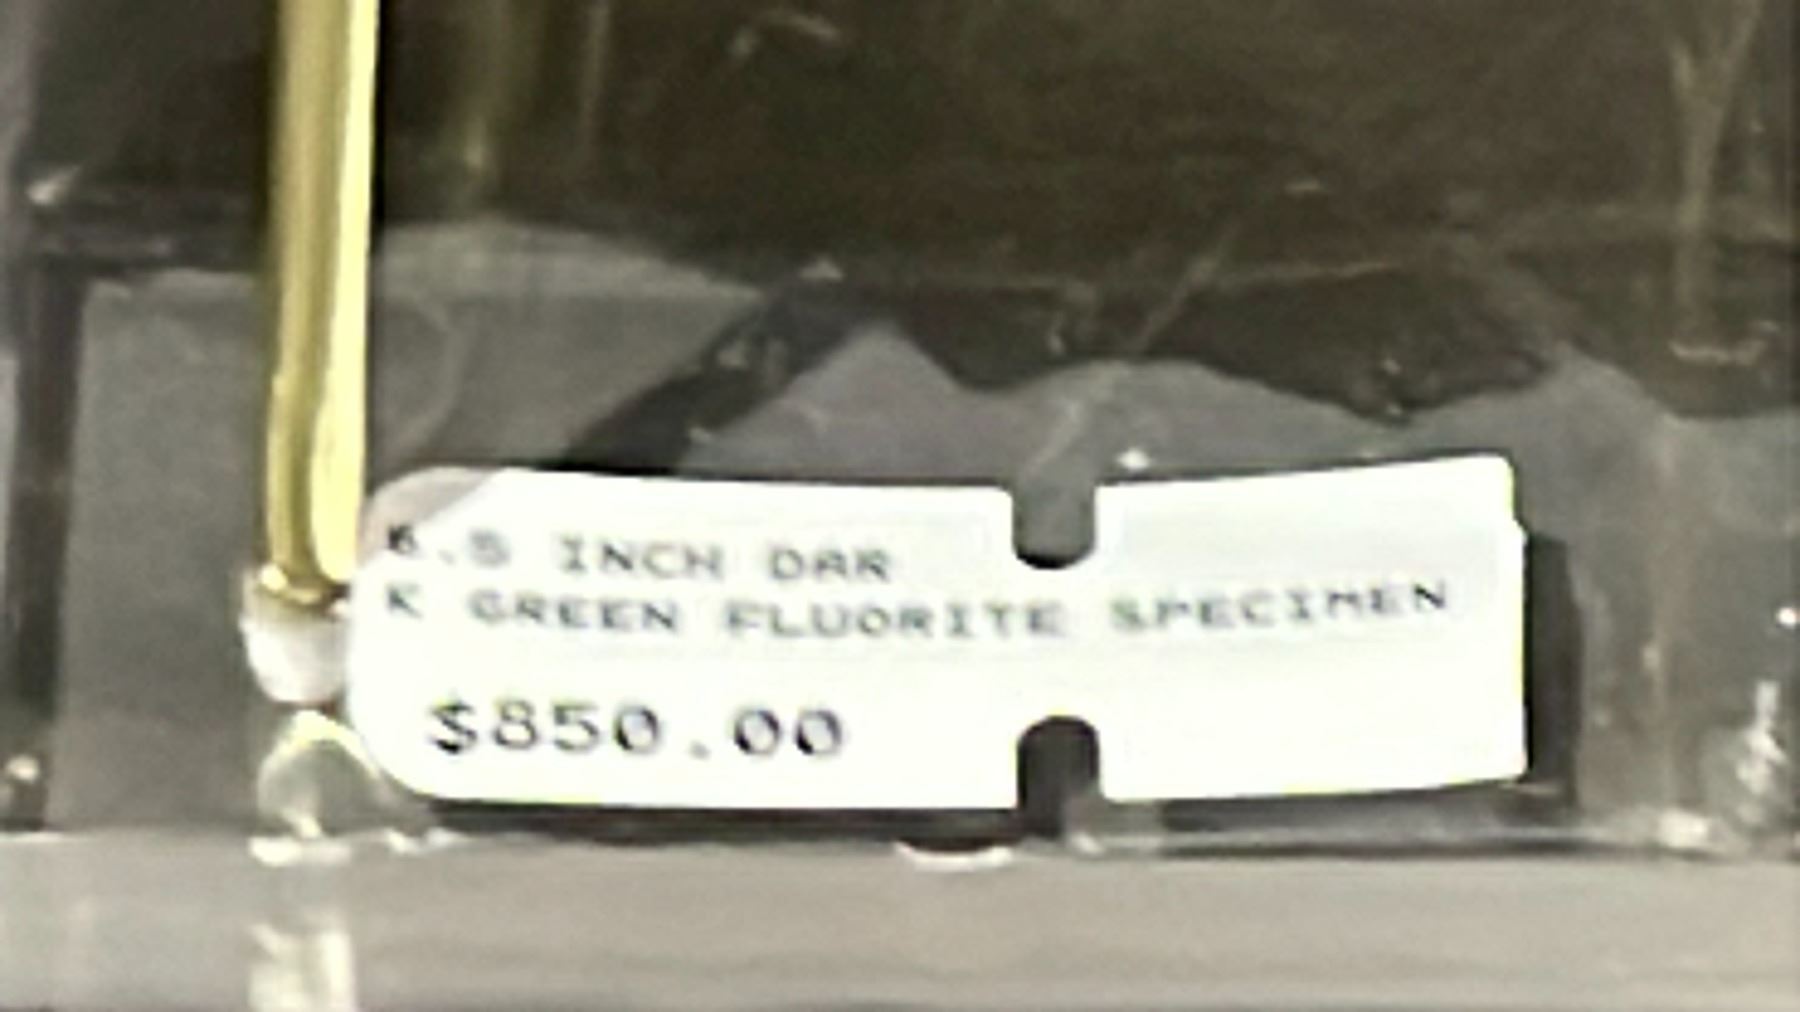 6.5 INCH DAR
K GREEN FLUORITE SPECIMEN
$850.00